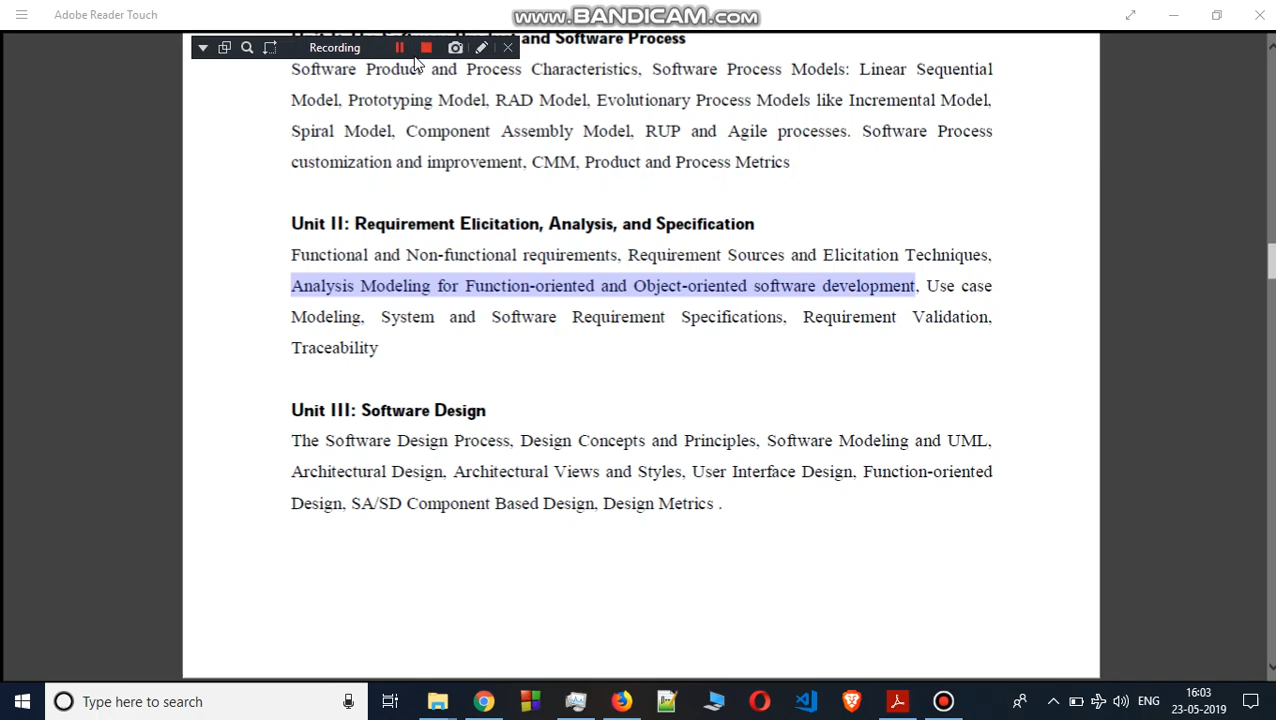 Adobe Reader Touch
www.BANDICAM.com
Recording
and Software Process
Software Product and Process Characteristics, Software Process Models: Linear Sequential
Model, Prototyping Model, RAD Model, Evolutionary Process Models like Incremental Model,
Spiral Model, Component Assembly Model, RUP and Agile processes. Software Process
customization and improvement, CMM, Product and Process Metrics
Unit II: Requirement Elicitation, Analysis, and Specification
Functional and Non-functional requirements, Requirement Sources and Elicitation Techniques,
Analysis Modeling for Function-oriented and Object-oriented software development, Use case
Modeling, System and Software Requirement Specifications, Requirement Validation,
Traceability
Unit III: Software Design
The Software Design Process, Design Concepts and Principles, Software Modeling and UML,
Architectural Design, Architectural Views and Styles, User Interface Design, Function-oriented
Design, SA/SD Component Based Design, Design Metrics .
Type here to search
ENG
16:03
23-05-2019